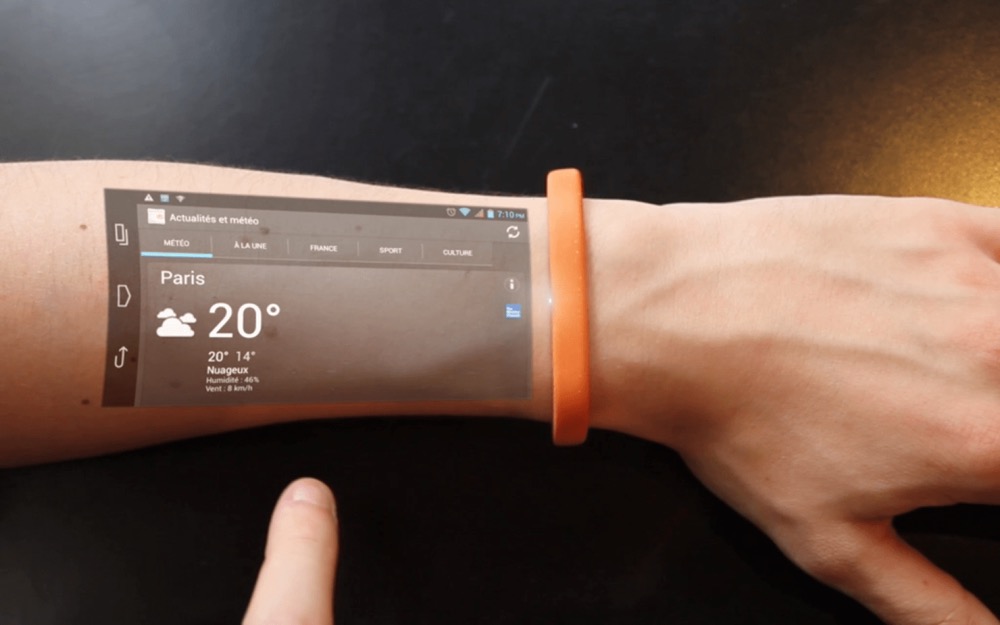 7:10 PM
Actualités et météo
MÉTÉO À LA UNE FRANCE SPORT CULTURE
Paris
20°
20° 14°
Nuageux
Humidité : 46%
Vent : 8 km/h